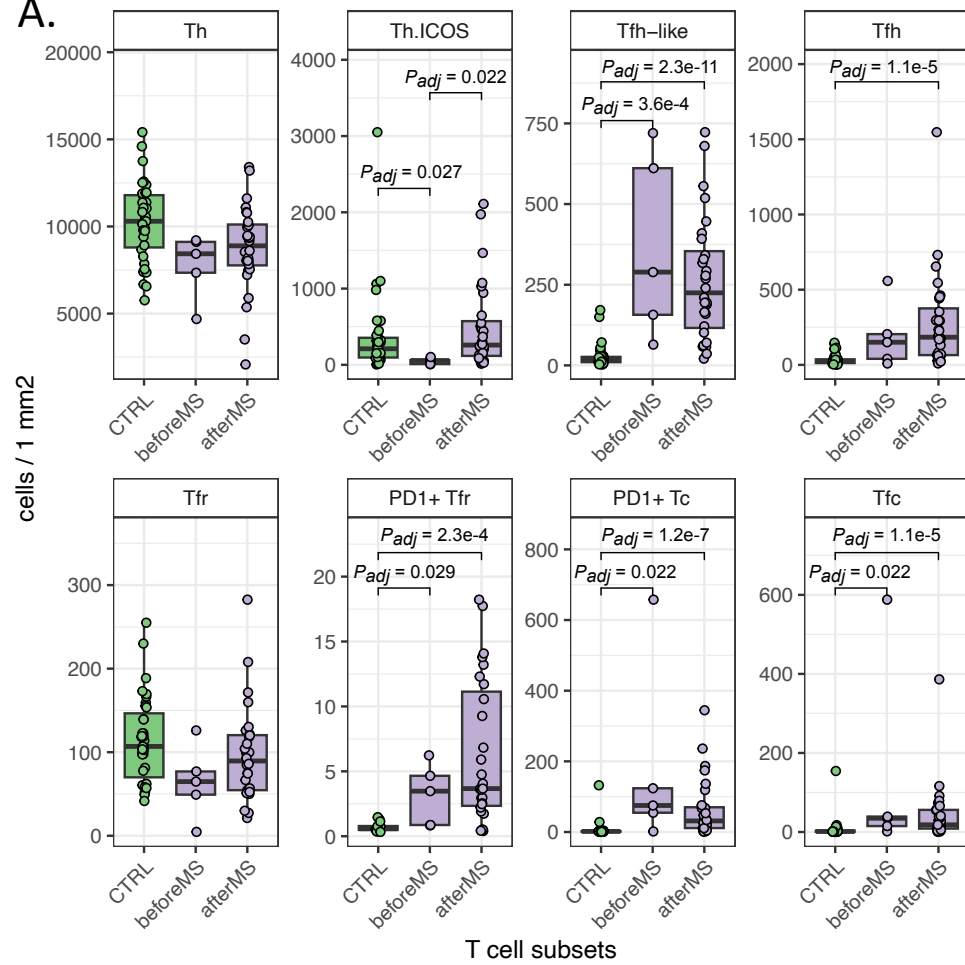 A.
Th
Th.ICOS
Tfh−like
Tfh
20000
15000
10000
5000
4000
3000
2000
1000
0
750
500
250
0
2000
1500
1000
500
0
Padj = 0.022
Padj = 0.027
Padj = 2.3e-11
Padj = 3.6e-4
Padj = 1.1e-5
CTRL
beforeMS
afterMS
CTRL
beforeMS
afterMS
CTRL
beforeMS
afterMS
CTRL
beforeMS
afterMS
cells / 1 mm2
Tfr
PD1+ Tfr
PD1+ Tc
Tfc
300
200
100
0
20
15
10
5
0
800
600
400
200
0
600
400
200
0
Padj = 2.3e-4
Padj = 0.029
Padj = 1.2e-7
Padj = 0.022
Padj = 1.1e-5
Padj = 0.022
CTRL
beforeMS
afterMS
CTRL
beforeMS
afterMS
CTRL
beforeMS
afterMS
CTRL
beforeMS
afterMS
T cell subsets